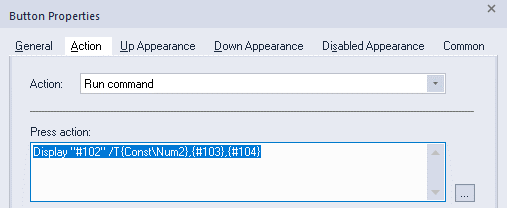 Button Properties
General Action Up Appearance Down Appearance Disabled Appearance Common
Action: Run command
Press action:
Display "#102" /T{Const\Num2},{#103},{#104}
...